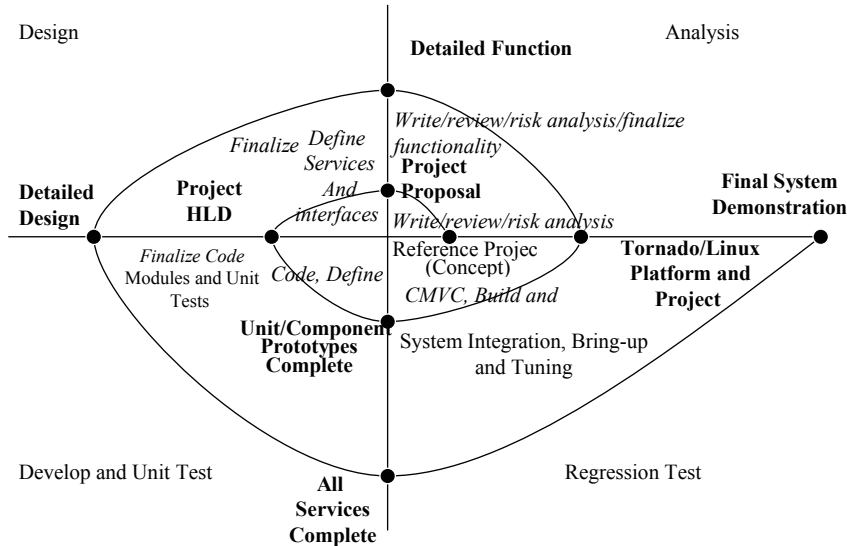 Design
Analysis
Detailed Function
Write/review/risk analysis/finalize
functionality
Finalize
Define
Services
And
interfaces
Project
Proposal
Detailed
Design
Project
HLD
Write/review/risk analysis
Final System
Demonstration
Finalize Code
Modules and Unit
Tests
Code, Define
Reference Projec
(Concept)
CMVC, Build and
Tornado/Linux
Platform and
Project
Unit/Component
Prototypes
Complete
System Integration, Bring-up
and Tuning
Develop and Unit Test
Regression Test
All
Services
Complete